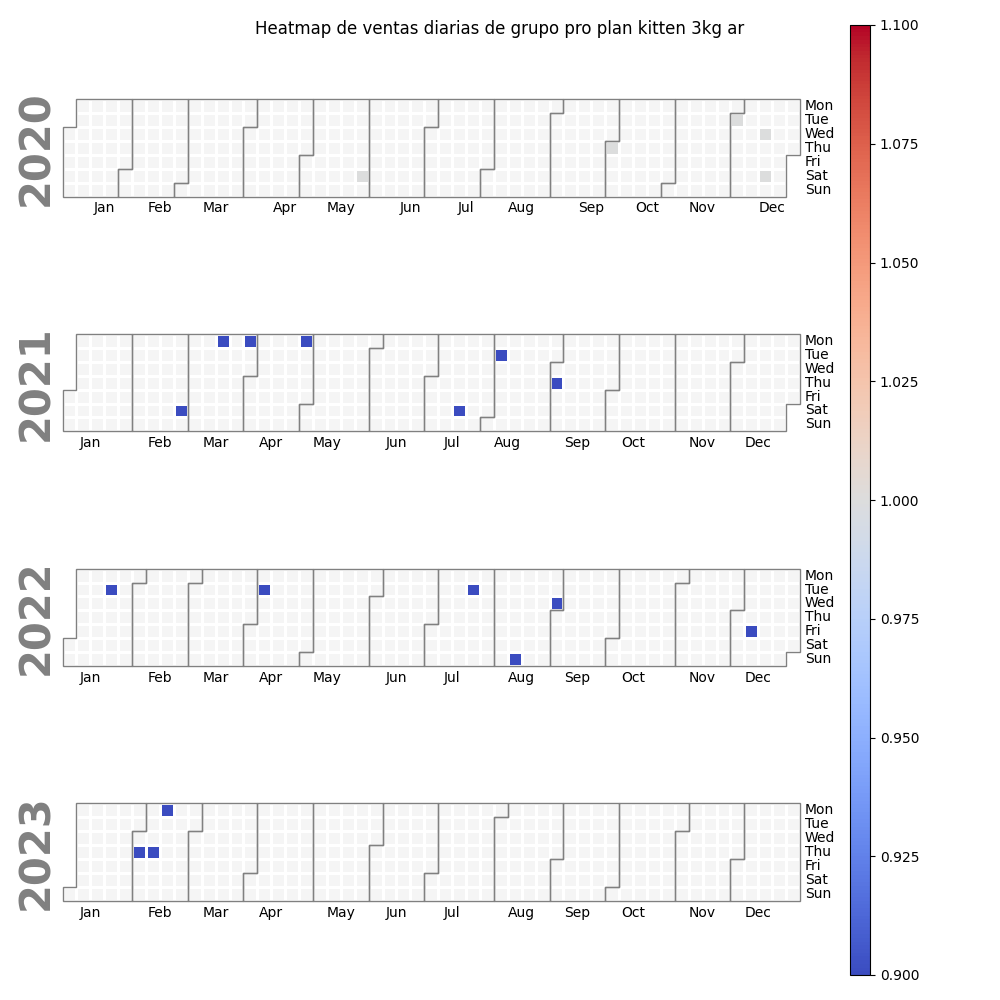 Heatmap de ventas diarias de grupo pro plan kitten 3kg ar
2020
Mon
Tue
Wed
Thu
Fri
Sat
Sun
Jan Feb Mar Apr May Jun Jul Aug Sep Oct Nov Dec
2021
Mon
Tue
Wed
Thu
Fri
Sat
Sun
Jan Feb Mar Apr May Jun Jul Aug Sep Oct Nov Dec
2022
Mon
Tue
Wed
Thu
Fri
Sat
Sun
Jan Feb Mar Apr May Jun Jul Aug Sep Oct Nov Dec
2023
Mon
Tue
Wed
Thu
Fri
Sat
Sun
Jan Feb Mar Apr May Jun Jul Aug Sep Oct Nov Dec
1.100
1.075
1.050
1.025
1.000
0.975
0.950
0.925
0.900